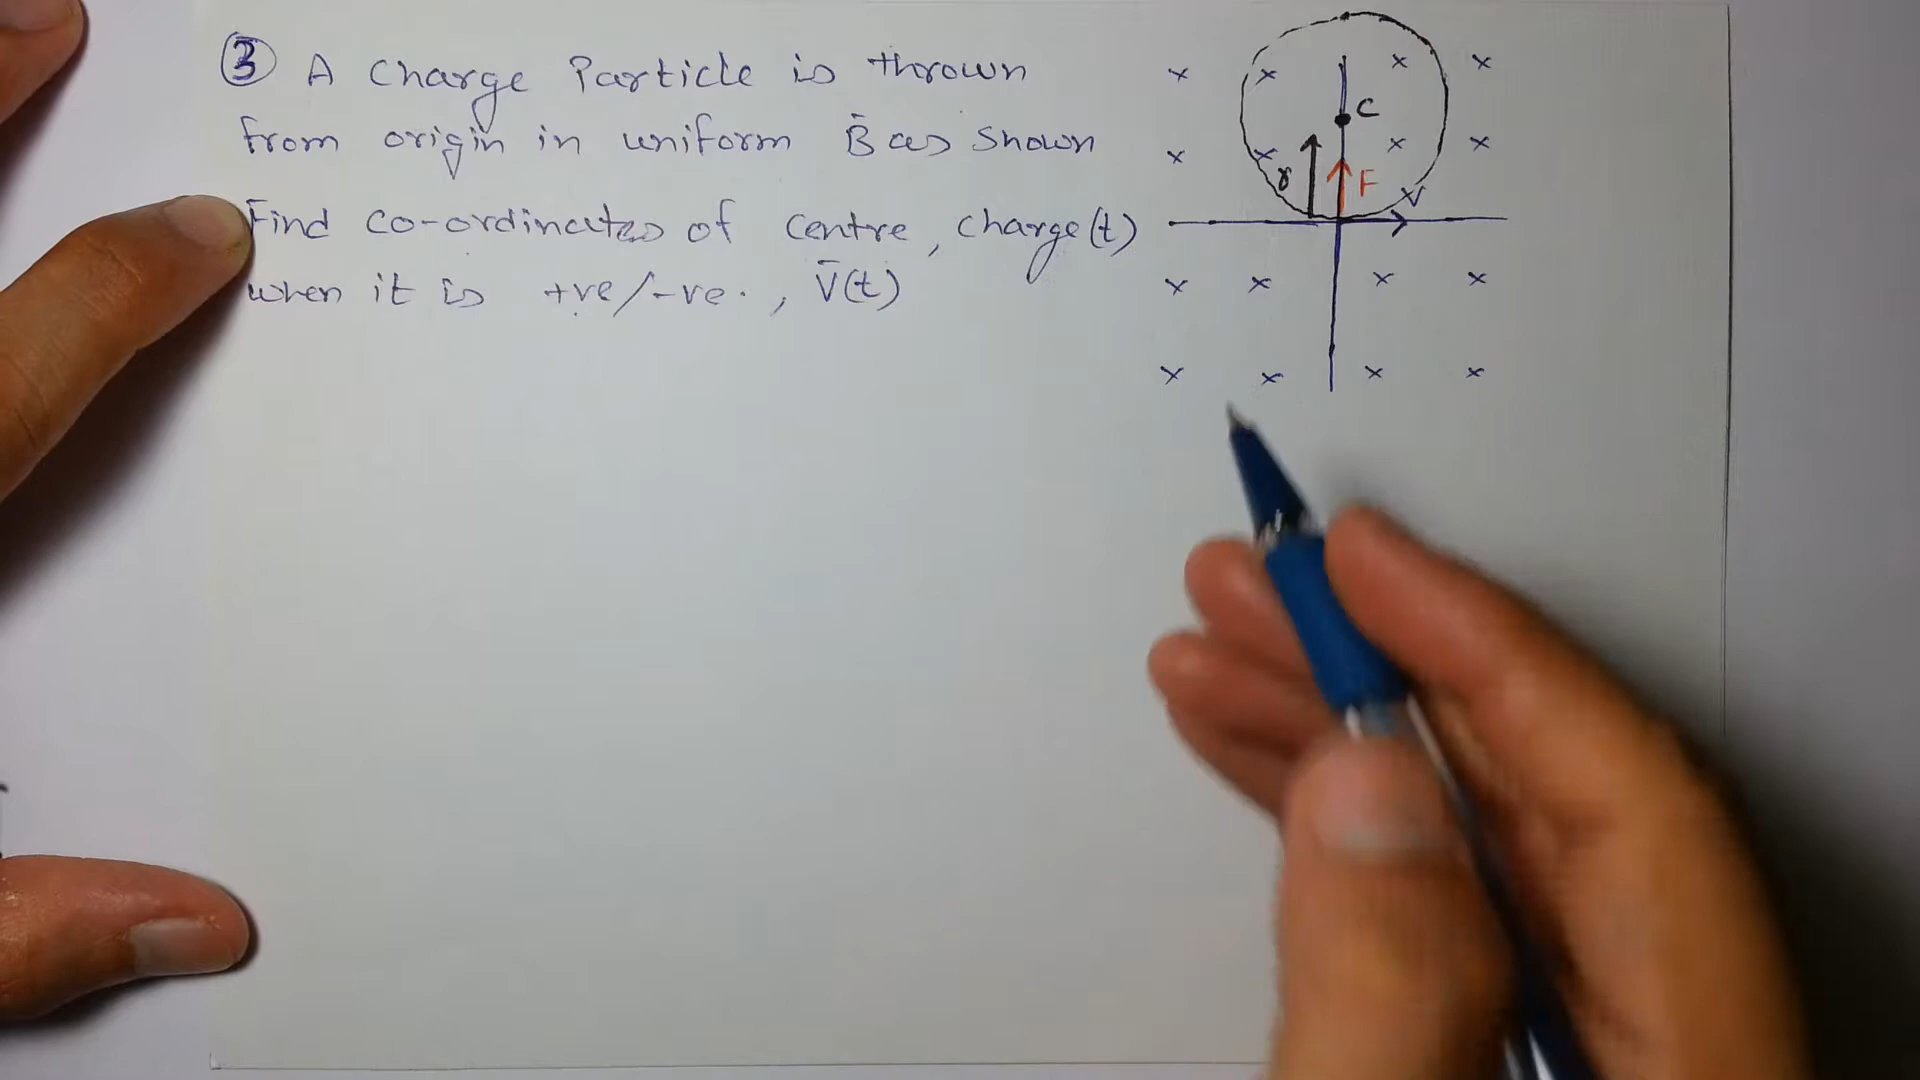 ③ A charge Particle is thrown
from origin in uniform B̄ as shown
Find co-ordinates of centre, charge(t)
when it is +ve/-ve. , V̄(t)
C
r
F
V